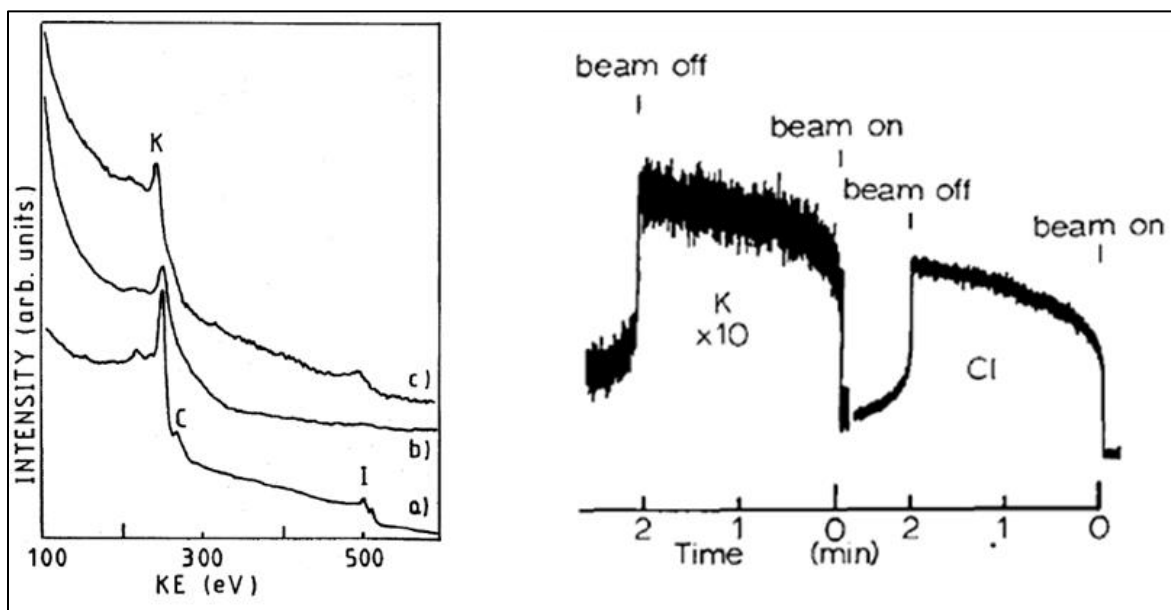 INTENSITY (arb. units)
K
C
I
c)
b)
a)
100
300
500
KE (eV)
beam off
beam on
beam off
beam on
K
x10
Cl
2
1
0
2
1
0
Time
(min)